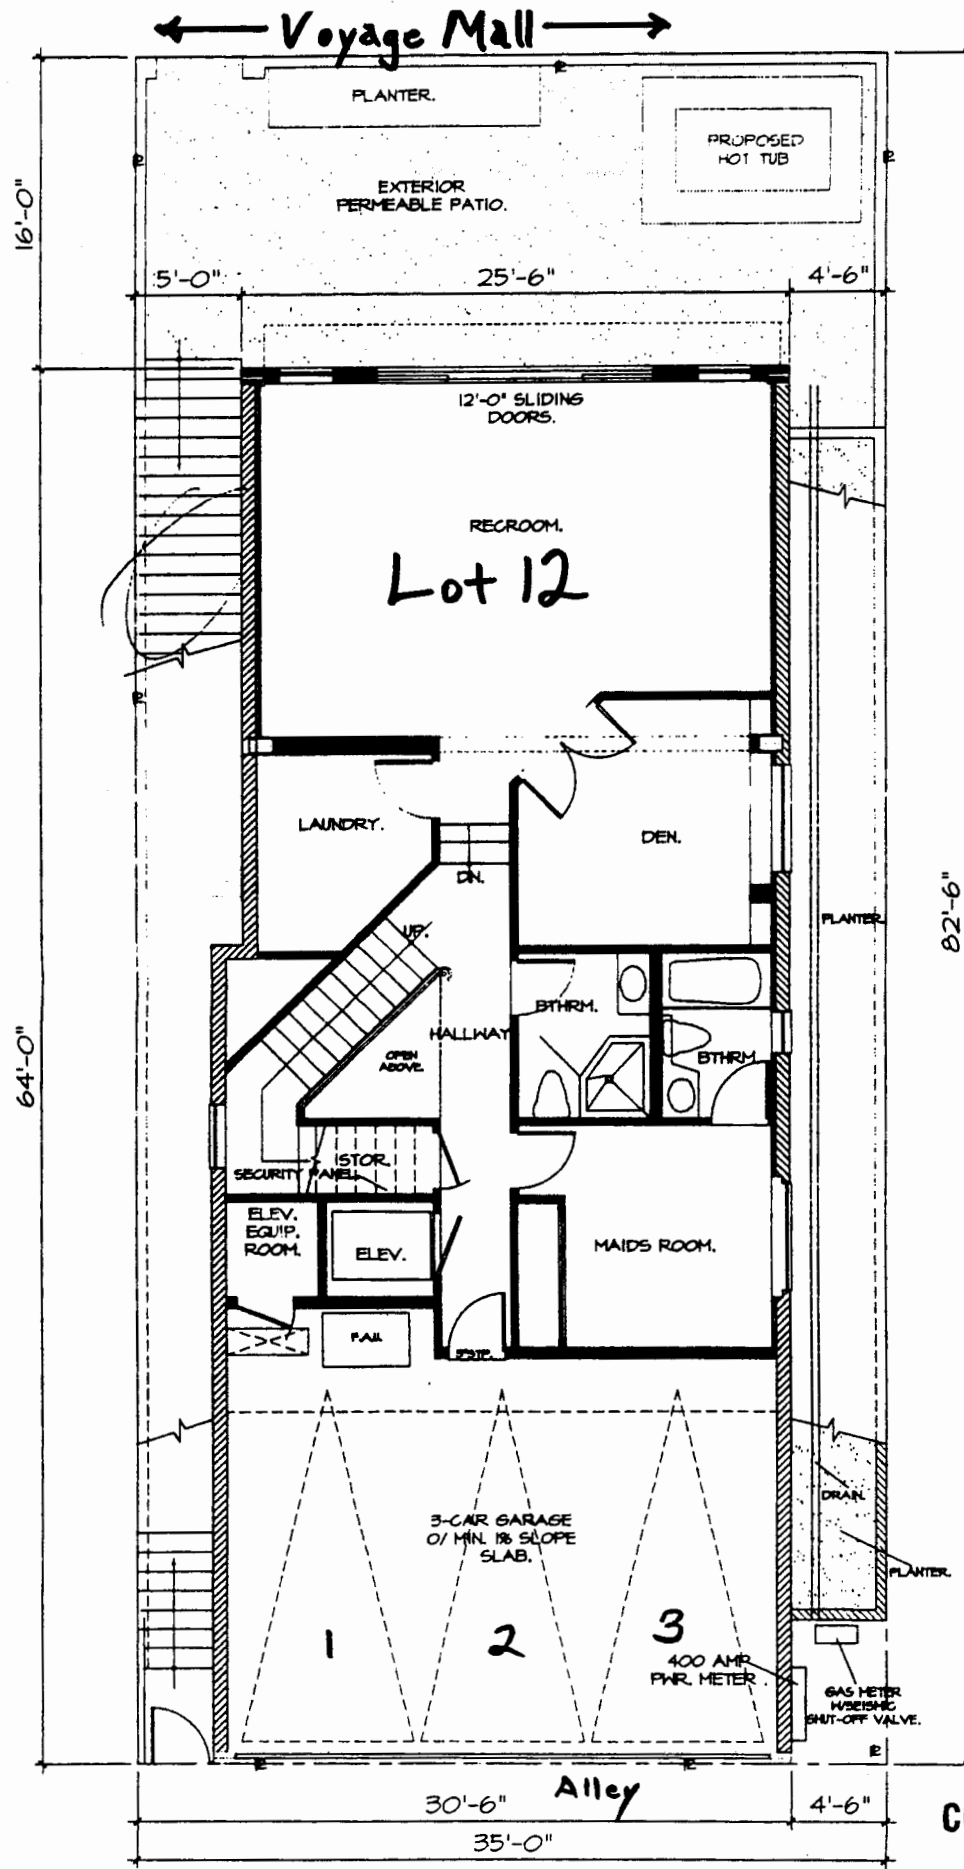 Voyage Mall
PLANTER.
PROPOSED
HOT TUB
EXTERIOR
PERMEABLE PATIO.
16'-0"
5'-0"
25'-6"
4'-6"
12'-0" SLIDING
DOORS.
RECROOM.
Lot 12
LAUNDRY.
DEN.
DN.
UP.
PLANTER.
82'-6"
BTHRM.
HALLWAY
OPEN
ABOVE.
BTHRM.
64'-0"
STOR.
SECURITY PANEL
ELEV.
EQUIP.
ROOM.
ELEV.
MAIDS ROOM.
F.A.U.
DRAIN.
3-CAR GARAGE
O/ MIN. 1% SLOPE
SLAB.
PLANTER.
1
2
3
400 AMP
PWR. METER
GAS METER
W/SEISMIC
SHUT-OFF VALVE.
Alley
30'-6"
4'-6"
C
35'-0"